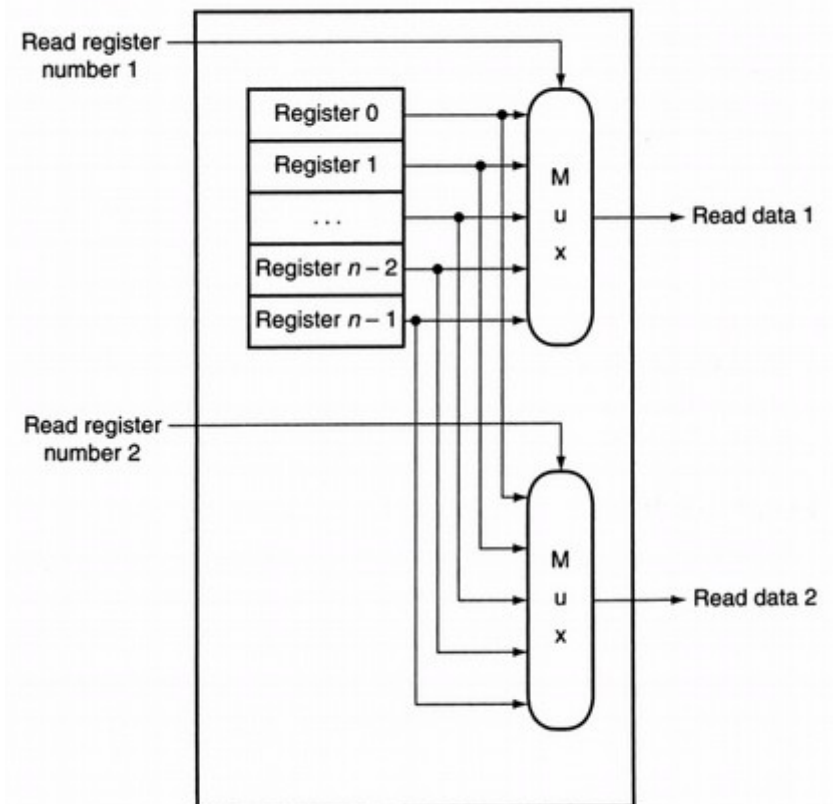 Read register
number 1
Register 0
Register 1
. . .
Register n – 2
Register n – 1
M
u
x
Read data 1
Read register
number 2
M
u
x
Read data 2